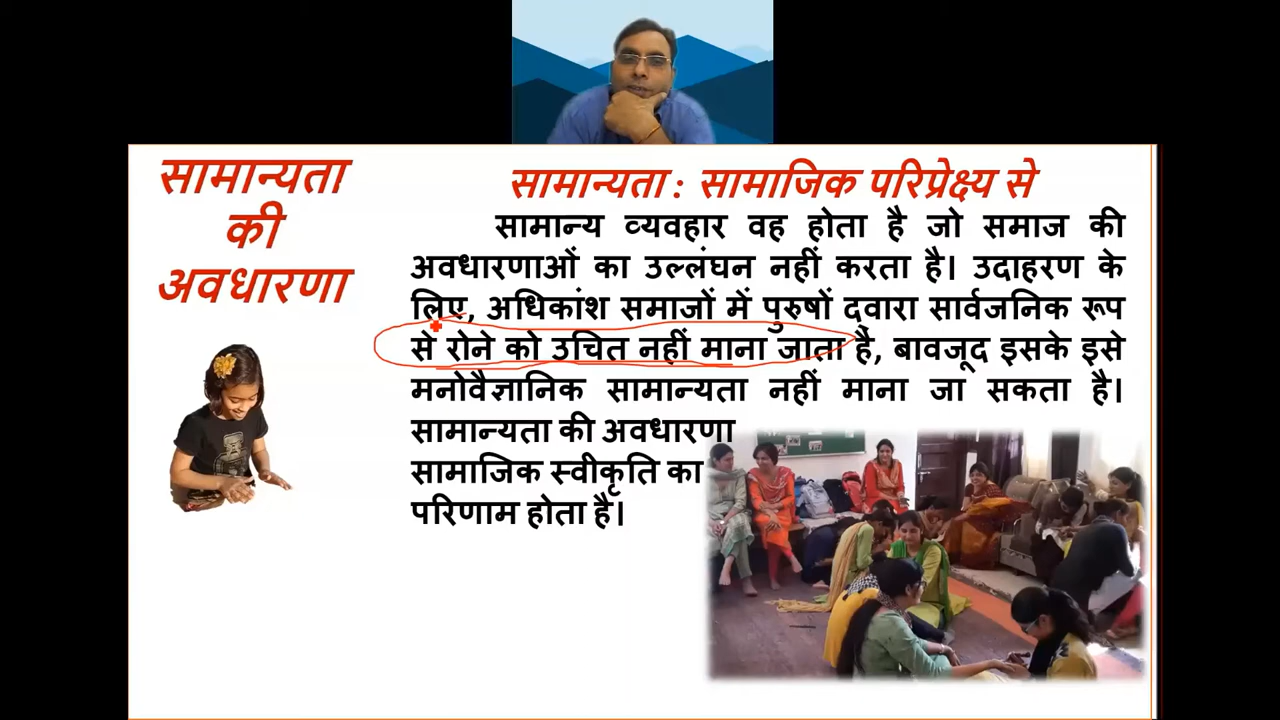 सामान्यता
की
अवधारणा
सामान्यता : सामाजिक परिप्रेक्ष्य से
सामान्य व्यवहार वह होता है जो समाज की
अवधारणाओं का उल्लंघन नहीं करता है। उदाहरण के
लिए, अधिकांश समाजों में पुरुषों द्वारा सार्वजनिक रूप
से रोने को उचित नहीं माना जाता है, बावजूद इसके इसे
मनोवैज्ञानिक सामान्यता नहीं माना जा सकता है।
सामान्यता की अवधारणा
सामाजिक स्वीकृति का
परिणाम होता है।